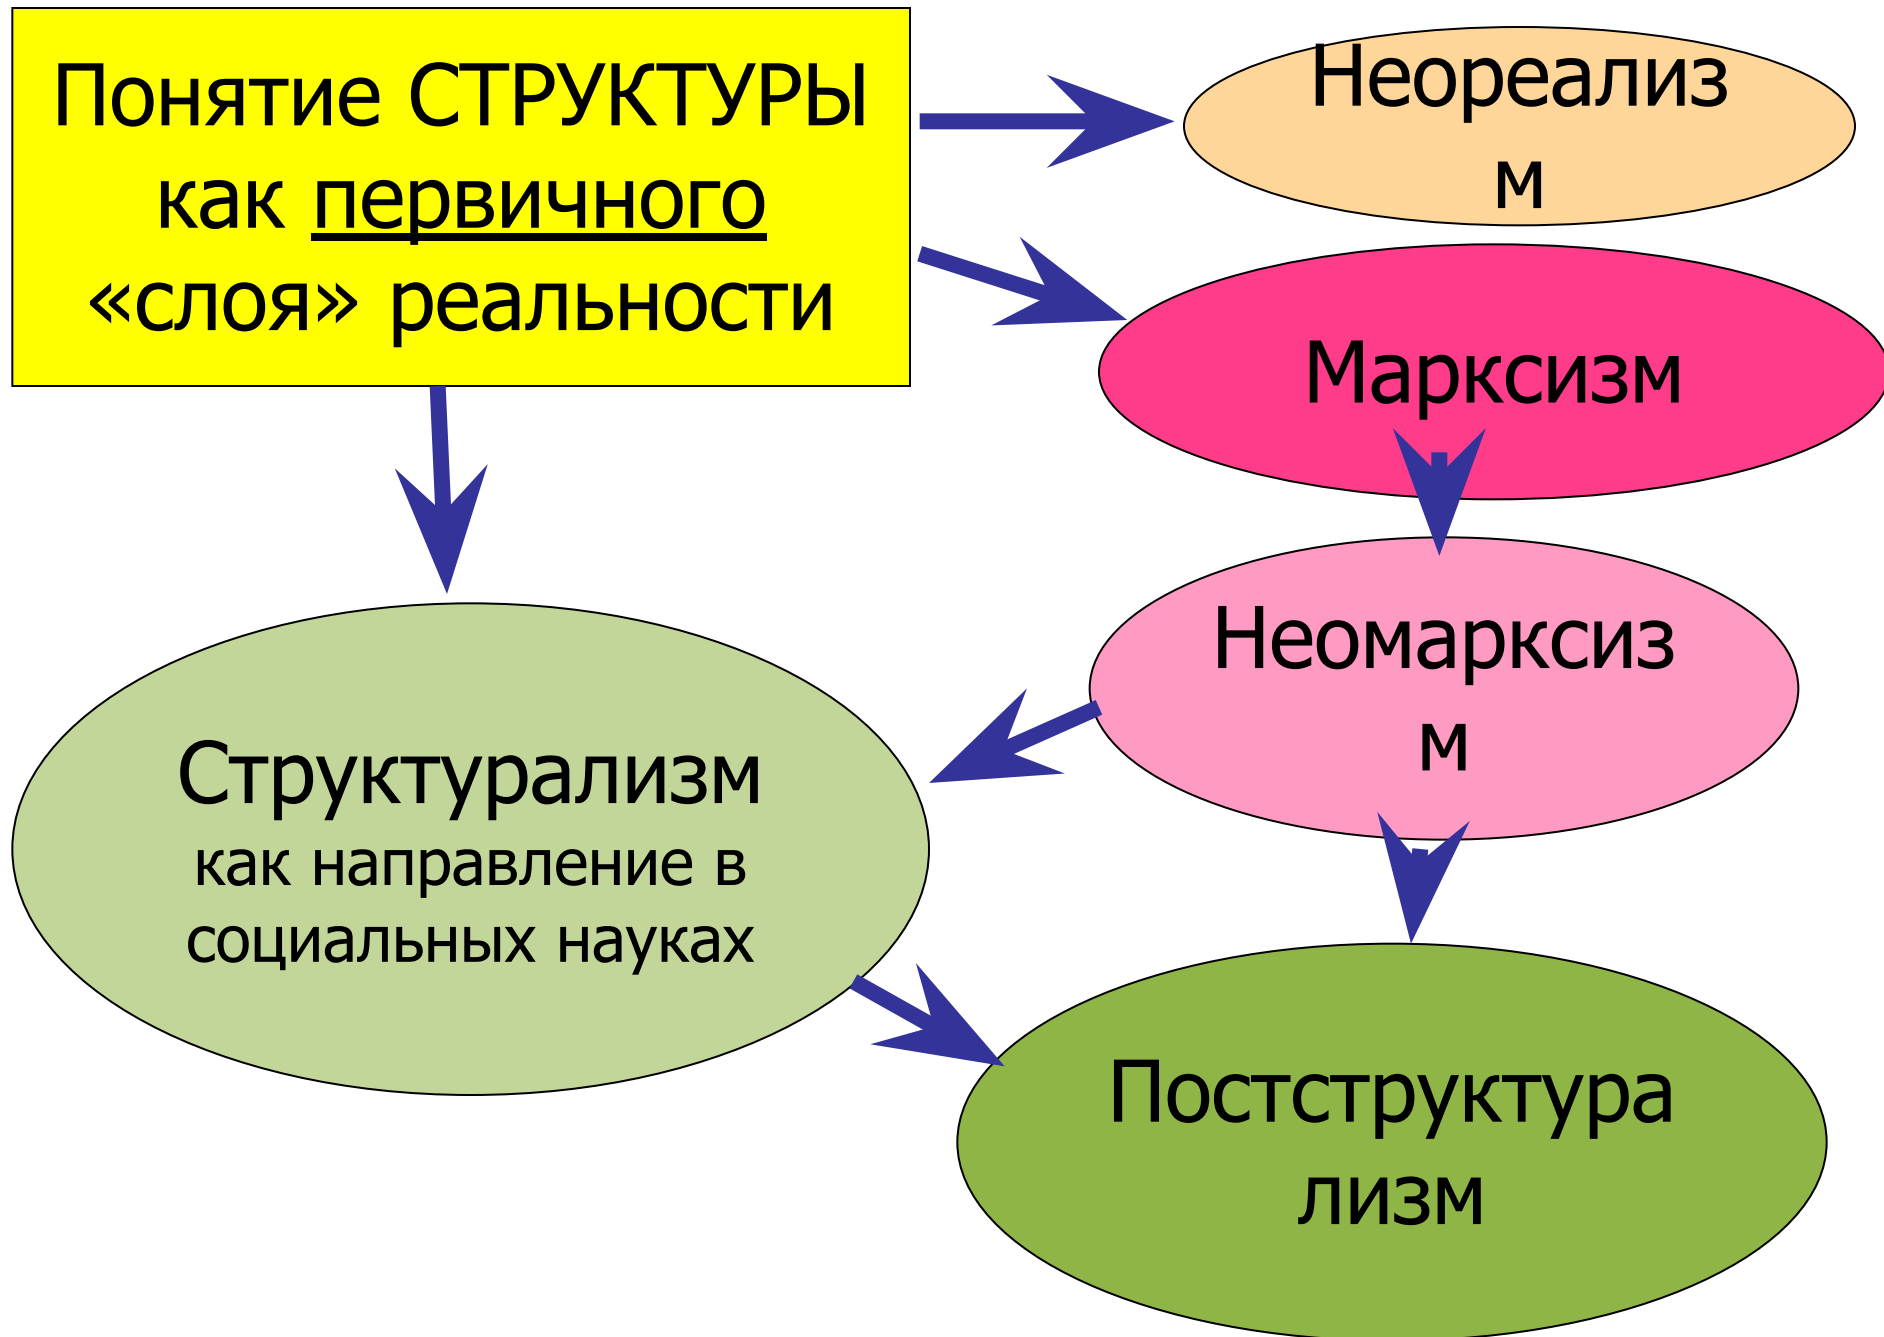 Понятие СТРУКТУРЫ
как первичного
«слоя» реальности
Неореализ
м
Марксизм
Неомарксиз
м
Структурализм
как направление в
социальных науках
Постструктура
лизм